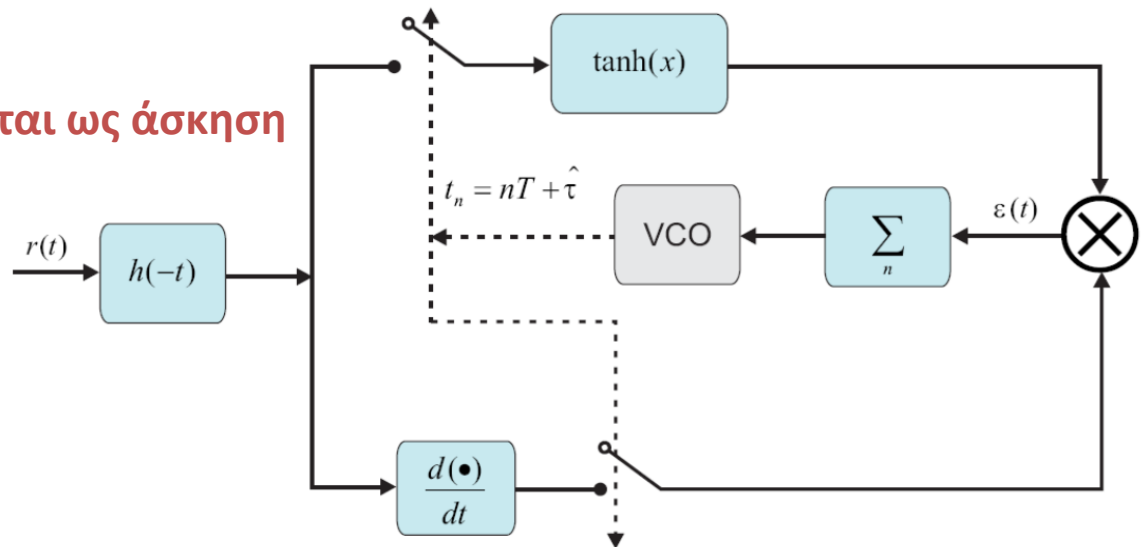 ται ως άσκηση
tanh(x)
t_n = nT + τ̂
ε(t)
r(t)
h(−t)
VCO
∑
n
d(•)
dt